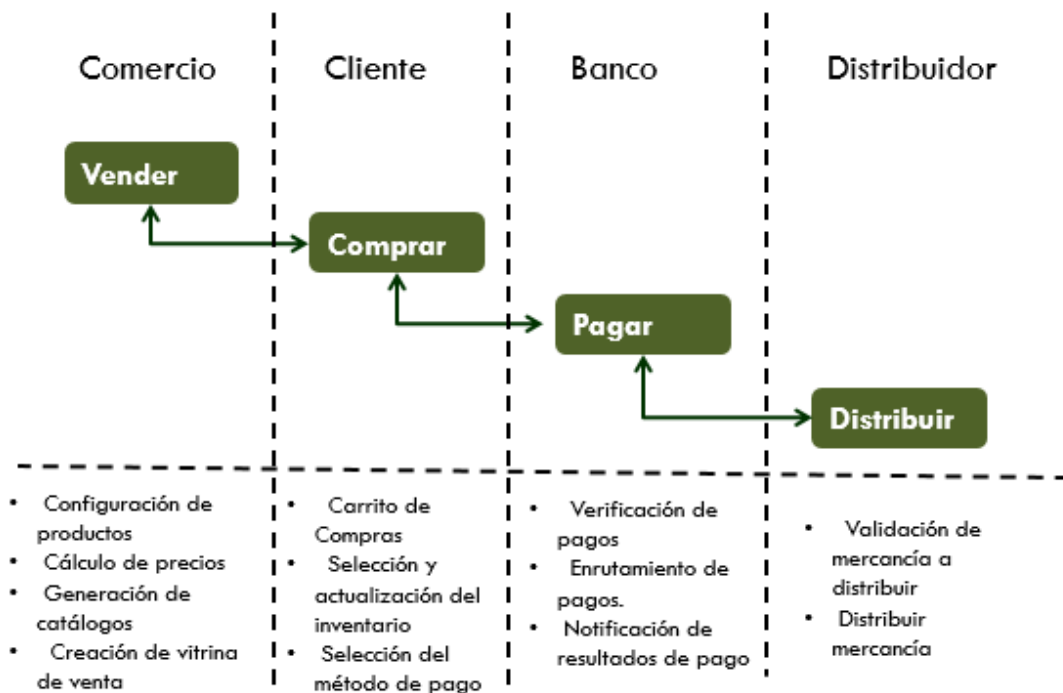 Comercio
Cliente
Banco
Distribuidor
Vender
Comprar
Pagar
Distribuir
• Configuración de
productos
• Cálculo de precios
• Generación de
catálogos
• Creación de vitrina
de venta
• Carrito de
Compras
• Selección y
actualización del
inventario
• Selección del
método de pago
• Verificación de
pagos
• Enrutamiento de
pagos.
• Notificación de
resultados de pago
• Validación de
mercancía a
distribuir
• Distribuir
mercancía